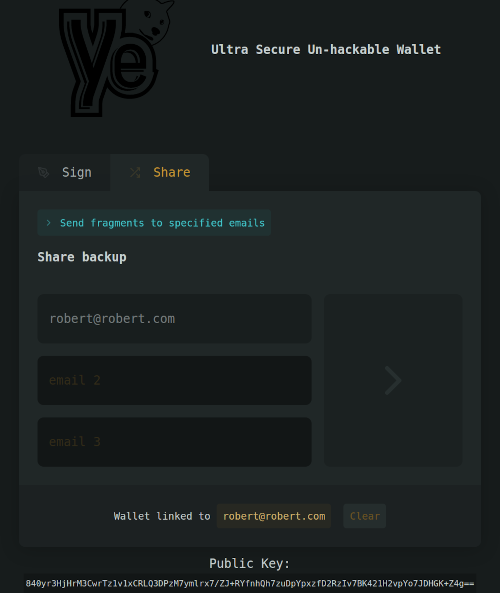 Ye
Ultra Secure Un-hackable Wallet
Sign
Share
Send fragments to specified emails
Share backup
robert@robert.com
email 2
email 3
Wallet linked to robert@robert.com Clear
Public Key:
840yr3HjHrM3CwrTz1v1xCRLQ3DPzM7ymlrx7/ZJ+RYfnhQh7zuDpYpxzfD2RzIv7BK421H2vpYo7JDHGK+Z4g==